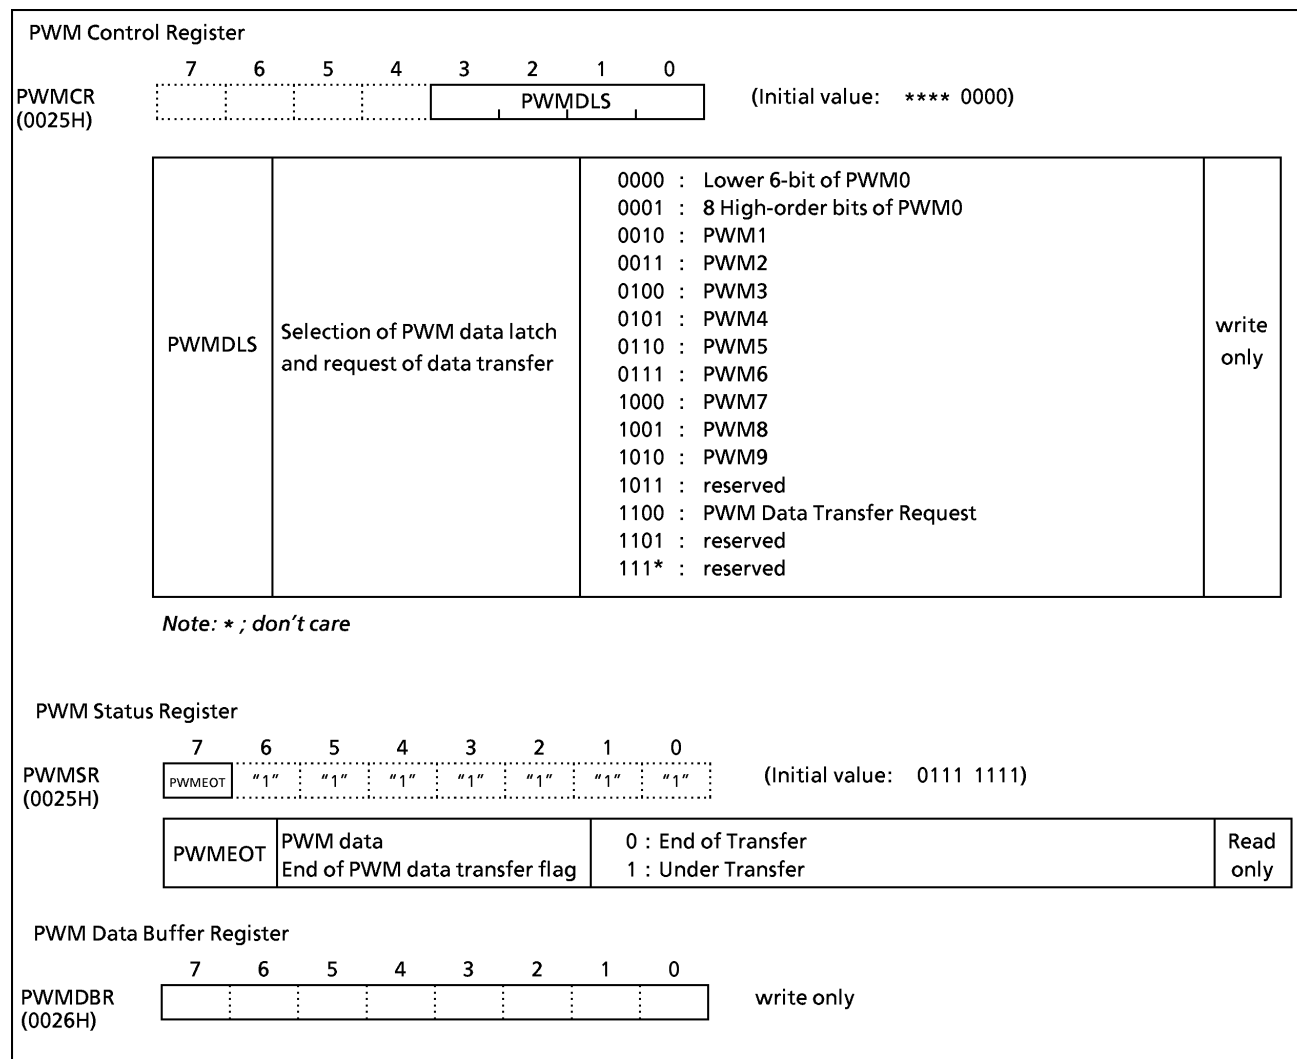 PWM Control Register
7 6 5 4 3 2 1 0
PWMCR
(0025H)
PWMDLS
(Initial value: **** 0000)
PWMDLS
Selection of PWM data latch
and request of data transfer
0000 : Lower 6-bit of PWM0
0001 : 8 High-order bits of PWM0
0010 : PWM1
0011 : PWM2
0100 : PWM3
0101 : PWM4
0110 : PWM5
0111 : PWM6
1000 : PWM7
1001 : PWM8
1010 : PWM9
1011 : reserved
1100 : PWM Data Transfer Request
1101 : reserved
111* : reserved
write
only
Note: * ; don't care
PWM Status Register
7 6 5 4 3 2 1 0
PWMSR
(0025H)
PWMEOT "1" "1" "1" "1" "1" "1" "1"
(Initial value: 0111 1111)
PWMEOT
PWM data
End of PWM data transfer flag
0 : End of Transfer
1 : Under Transfer
Read
only
PWM Data Buffer Register
7 6 5 4 3 2 1 0
PWMDBR
(0026H)
write only